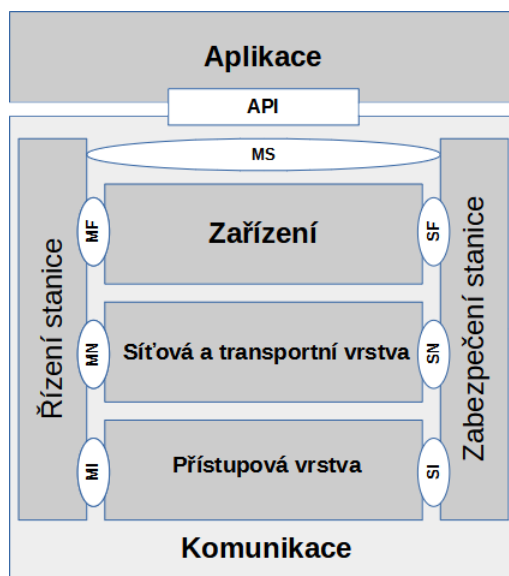 Aplikace
API
MS
Řízení stanice
MF
Zařízení
SF
Zabezpečení stanice
MN
Síťová a transportní vrstva
SN
MI
Přístupová vrstva
SI
Komunikace